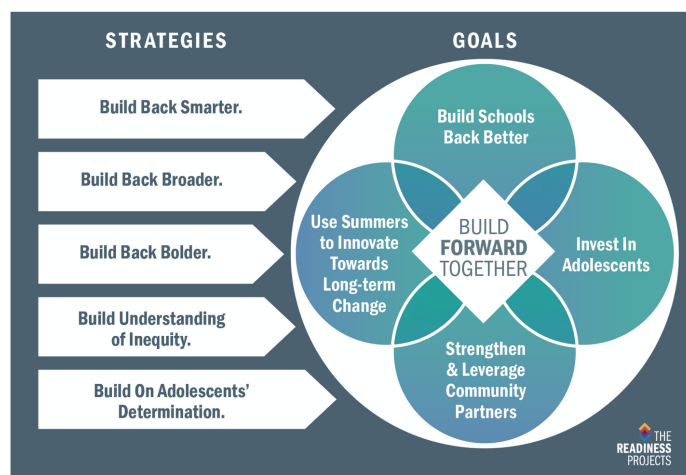 STRATEGIES
Build Back Smarter.
Build Back Broader.
Build Back Bolder.
Build Understanding
of Inequity.
Build On Adolescents'
Determination.
GOALS
Build Schools
Back Better
Use Summers
to Innovate
Towards
Long-term
Change
BUILD
FORWARD
TOGETHER
Invest In
Adolescents
Strengthen
& Leverage
Community
Partners
THE
READINESS
PROJECTS